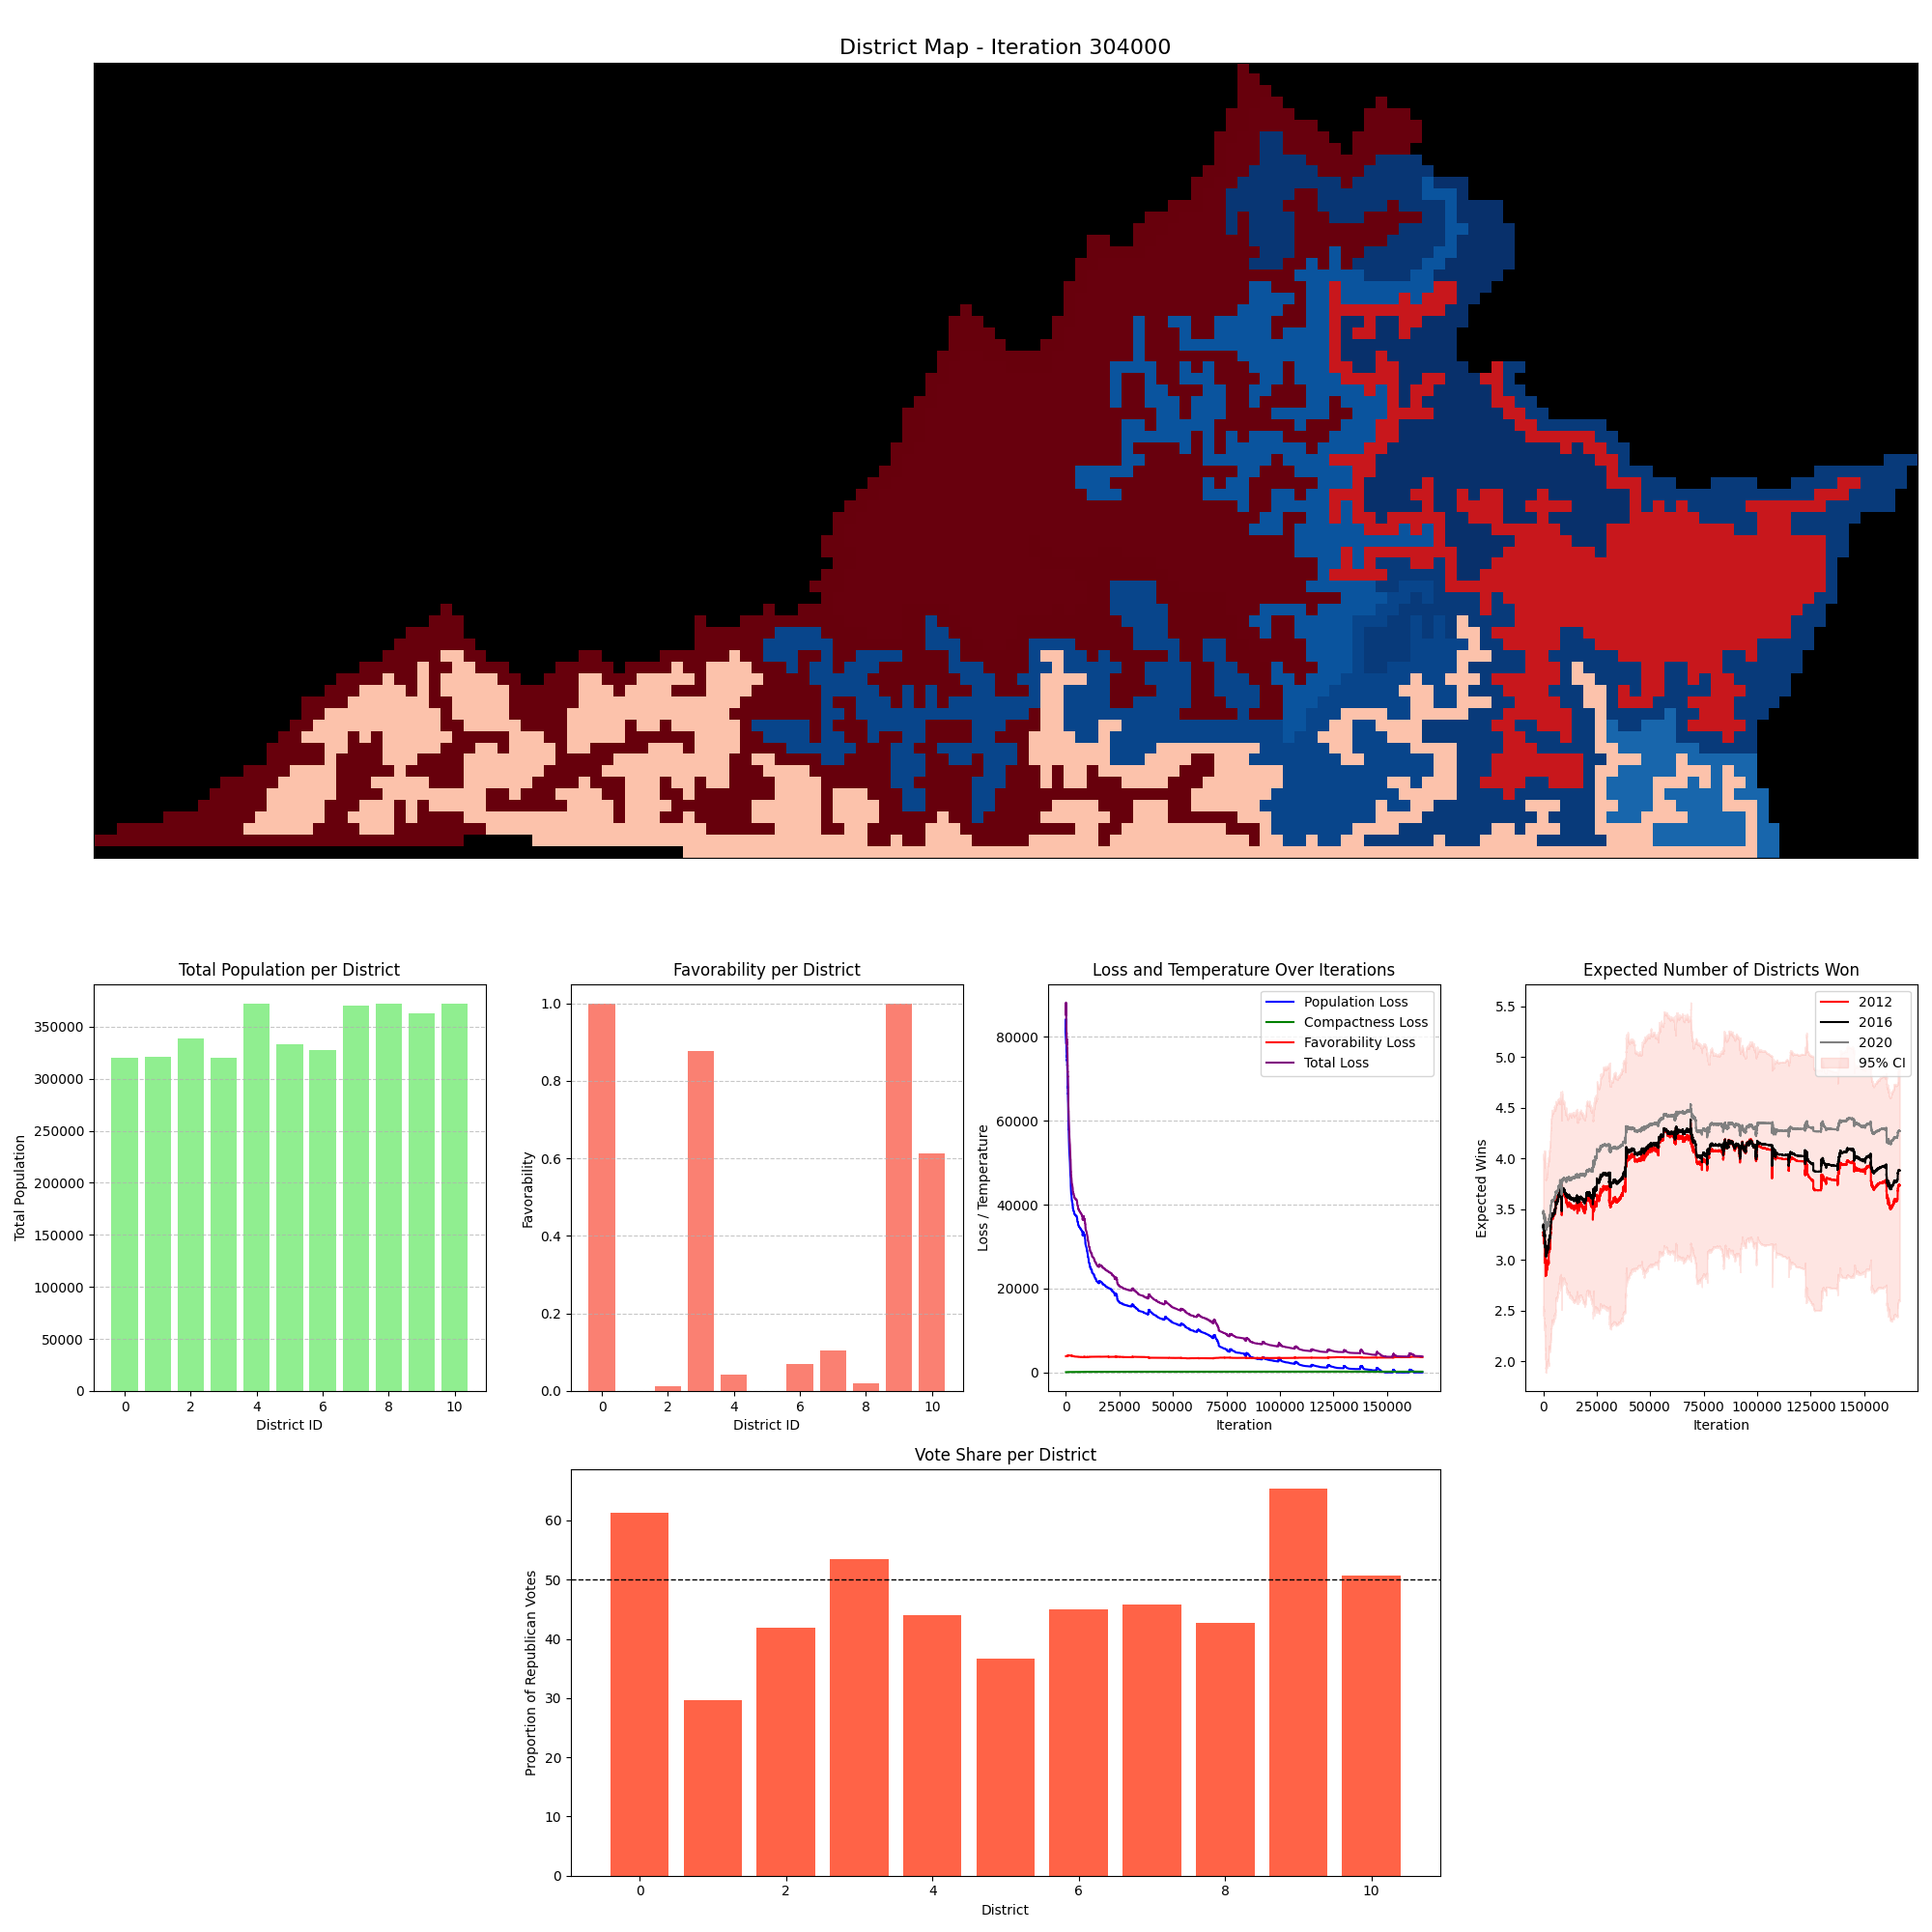 District Map - Iteration 304000
Total Population per District
Total Population
350000
300000
250000
200000
150000
100000
50000
0
0 2 4 6 8 10
District ID
Favorability per District
Favorability
1.0
0.8
0.6
0.4
0.2
0.0
0 2 4 6 8 10
District ID
Loss and Temperature Over Iterations
Loss / Temperature
80000
60000
40000
20000
0
Population Loss
Compactness Loss
Favorability Loss
Total Loss
0 25000 50000 75000 100000 125000 150000
Iteration
Expected Number of Districts Won
Expected Wins
5.5
5.0
4.5
4.0
3.5
3.0
2.5
2.0
2012
2016
2020
95% CI
0 25000 50000 75000 100000 125000 150000
Iteration
Vote Share per District
Proportion of Republican Votes
60
50
40
30
20
10
0
0 2 4 6 8 10
District